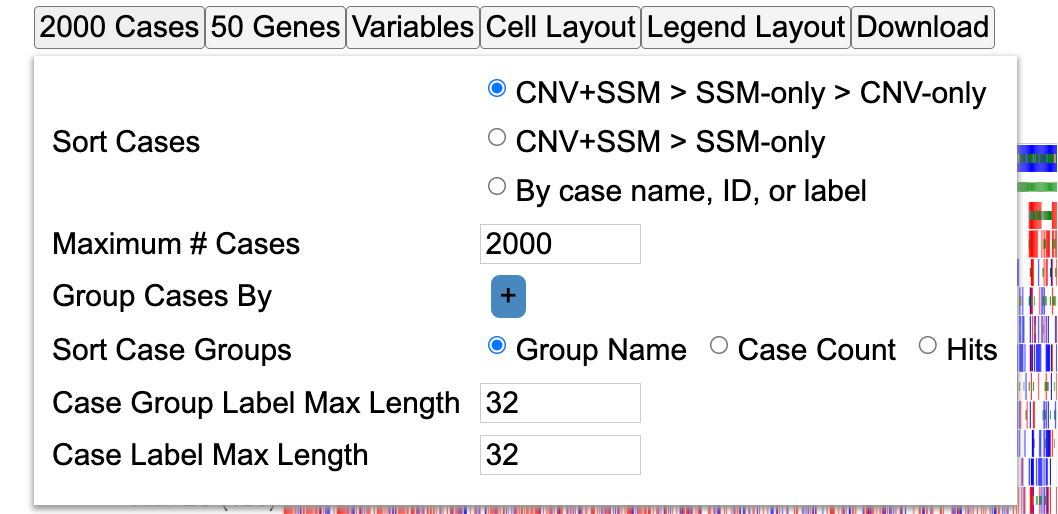 2000 Cases 50 Genes Variables Cell Layout Legend Layout Download
CNV+SSM > SSM-only > CNV-only
Sort Cases
CNV+SSM > SSM-only
By case name, ID, or label
Maximum # Cases 2000
Group Cases By +
Sort Case Groups Group Name Case Count Hits
Case Group Label Max Length 32
Case Label Max Length 32